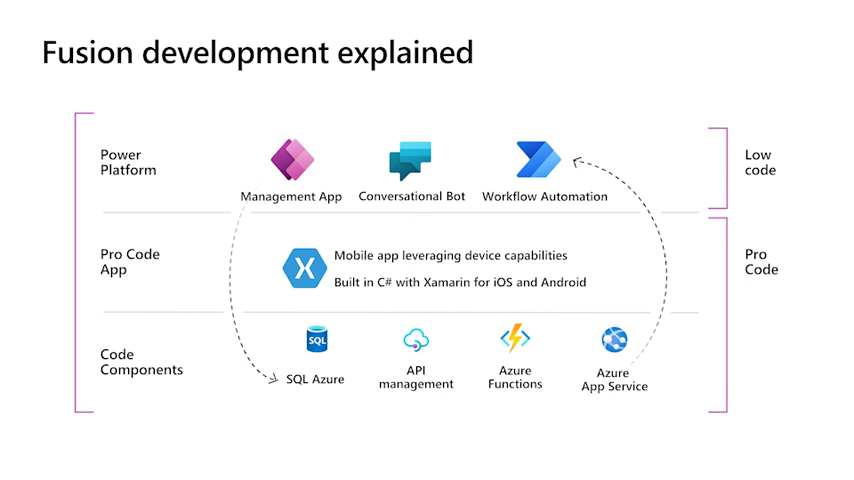 Fusion development explained
Power
Platform
Management App
Conversational Bot
Workflow Automation
Low
code
Pro Code
App
X
Mobile app leveraging device capabilities
Built in C# with Xamarin for iOS and Android
Pro
Code
Code
Components
SQL
SQL Azure
API
management
Azure
Functions
Azure
App Service